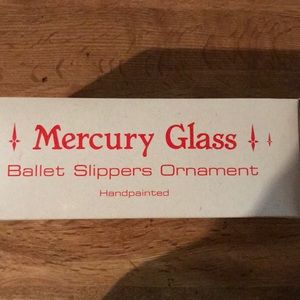 Mercury Glass
Ballet Slippers Ornament
Handpainted